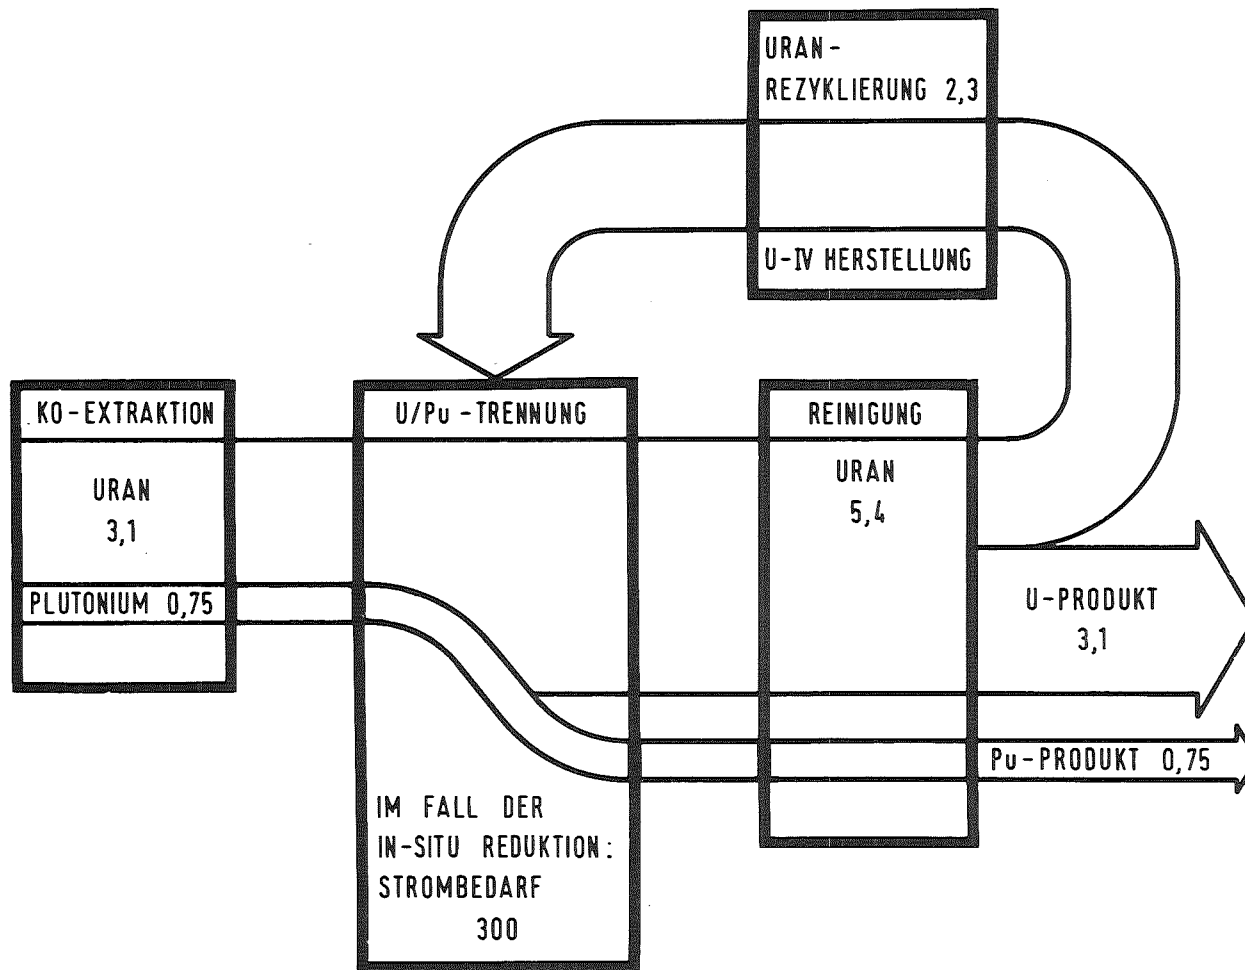 URAN-
REZYKLIERUNG 2,3
U-IV HERSTELLUNG
KO-EXTRAKTION
URAN
3,1
PLUTONIUM 0,75
U/Pu-TRENNUNG
IM FALL DER
IN-SITU REDUKTION:
STROMBEDARF
300
REINIGUNG
URAN
5,4
U-PRODUKT
3,1
Pu-PRODUKT 0,75